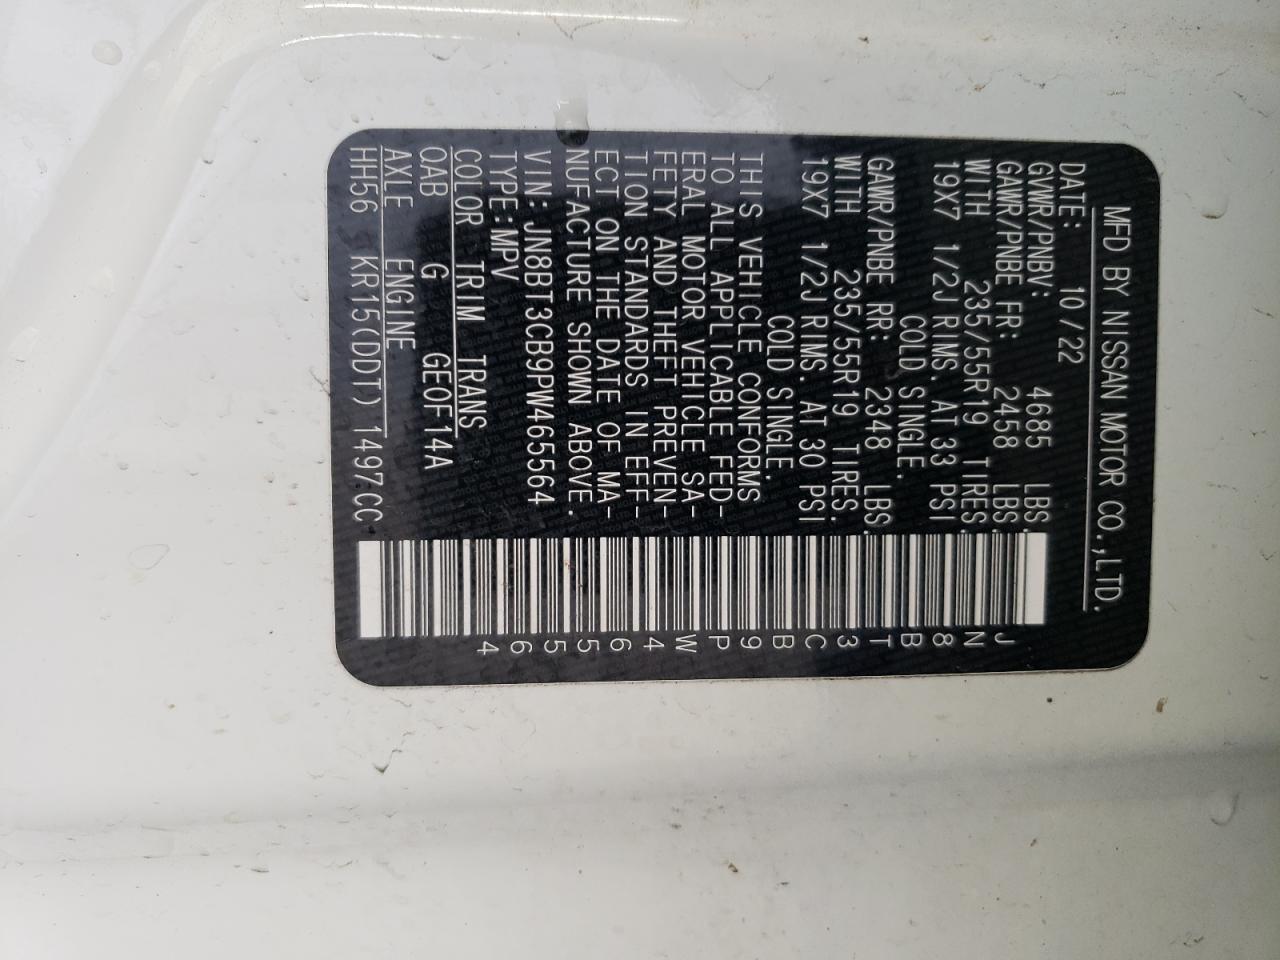 MFD BY NISSAN MOTOR CO.,LTD.
DATE: 10/22
GVWR/PNBV: 4685 LBS.
GAWR/PNBE FR: 2458 LBS.
WITH 235/55R19 TIRES.
19X7 1/2J RIMS. AT 33 PSI
COLD SINGLE.
GAWR/PNBE RR: 2348 LBS.
WITH 235/55R19 TIRES.
19X7 1/2J RIMS. AT 30 PSI
COLD SINGLE.
THIS VEHICLE CONFORMS
TO ALL APPLICABLE FED-
ERAL MOTOR VEHICLE SA-
FETY AND THEFT PREVEN-
TION STANDARDS IN EFF-
ECT ON THE DATE OF MA-
NUFACTURE SHOWN ABOVE.
VIN: JN8BT3CB9PW465564
TYPE:MPV
COLOR TRIM TRANS
QAB G GE0F14A
AXLE ENGINE
HH56 KR15(DDT) 1497CC
JN8BT3CB9PW465564